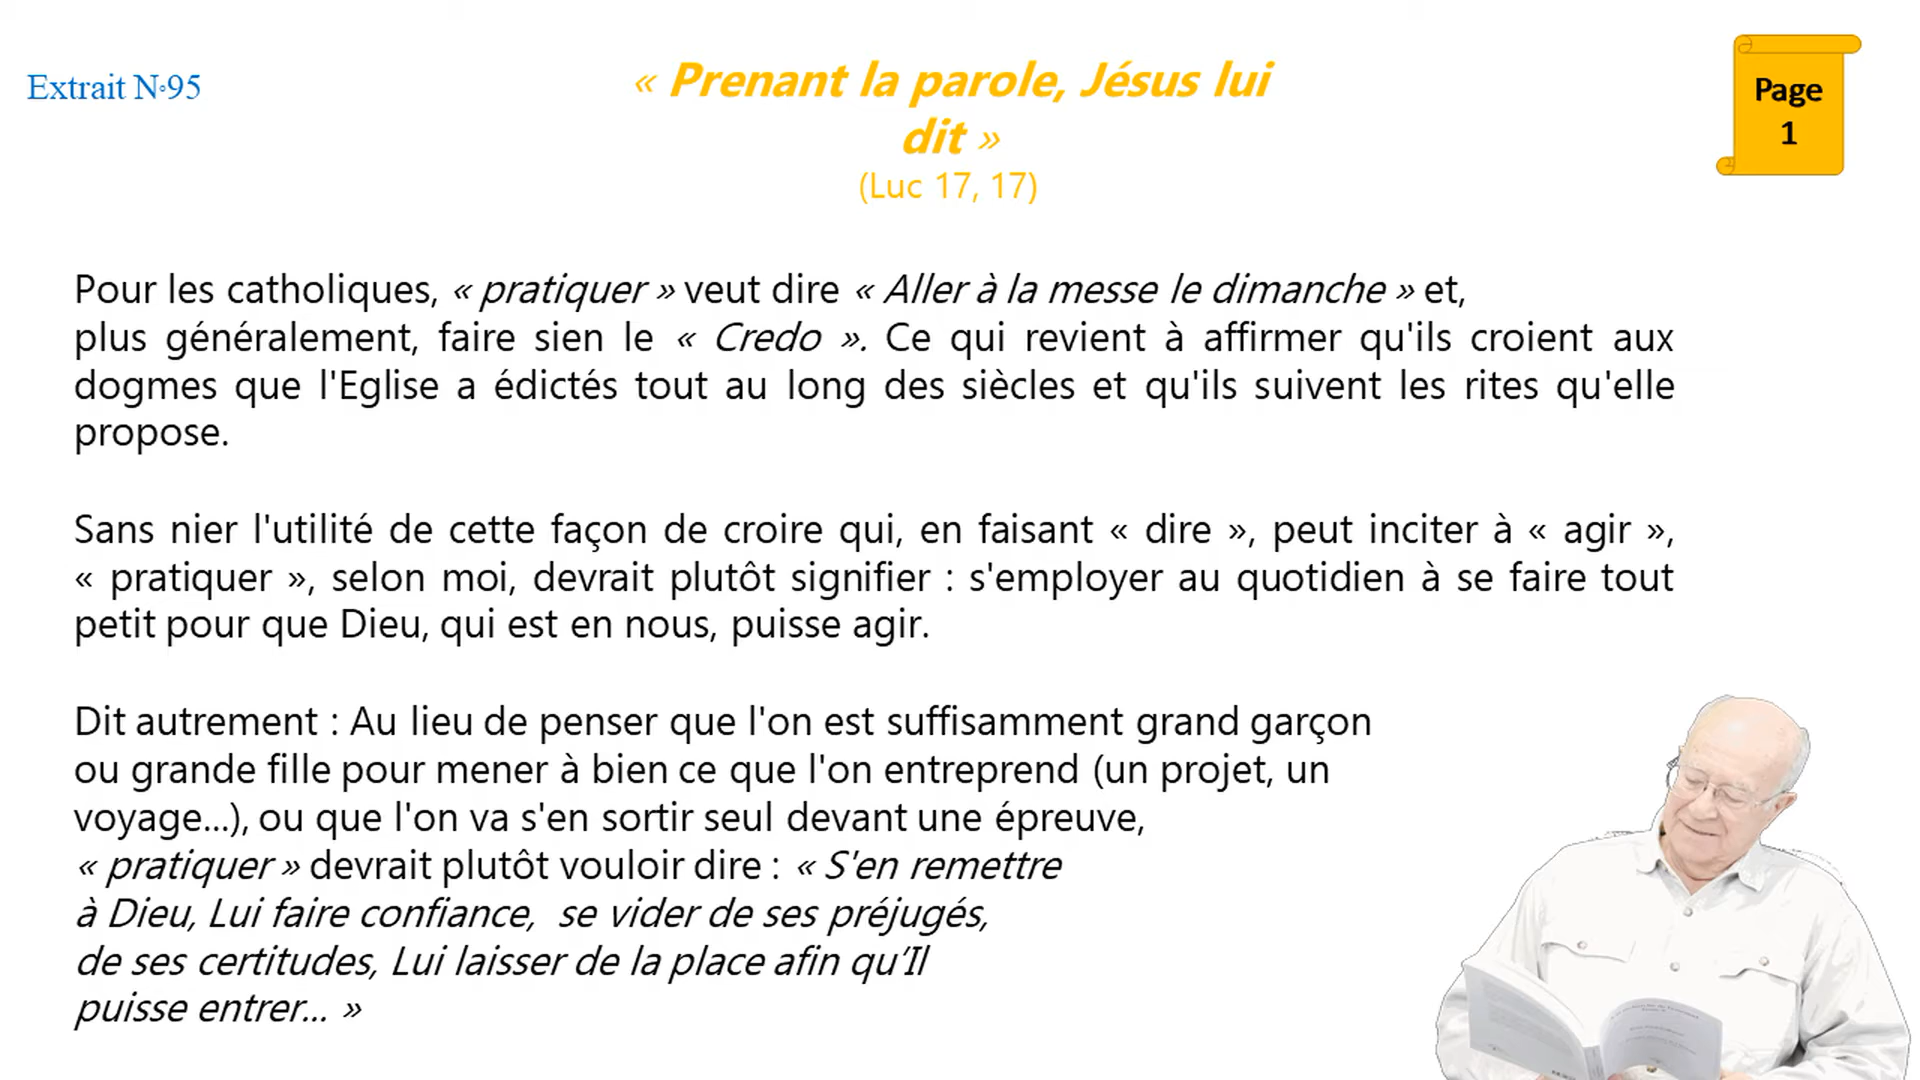 Extrait N°95
« Prenant la parole, Jésus lui
dit »
(Luc 17, 17)
Page
1
Pour les catholiques, « pratiquer » veut dire « Aller à la messe le dimanche » et,
plus généralement, faire sien le « Credo ». Ce qui revient à affirmer qu'ils croient aux
dogmes que l'Eglise a édictés tout au long des siècles et qu'ils suivent les rites qu'elle
propose.
Sans nier l'utilité de cette façon de croire qui, en faisant « dire », peut inciter à « agir »,
« pratiquer », selon moi, devrait plutôt signifier : s'employer au quotidien à se faire tout
petit pour que Dieu, qui est en nous, puisse agir.
Dit autrement : Au lieu de penser que l'on est suffisamment grand garçon
ou grande fille pour mener à bien ce que l'on entreprend (un projet, un
voyage...), ou que l'on va s'en sortir seul devant une épreuve,
« pratiquer » devrait plutôt vouloir dire : « S'en remettre
à Dieu, Lui faire confiance,  se vider de ses préjugés,
de ses certitudes, Lui laisser de la place afin qu’Il
puisse entrer... »